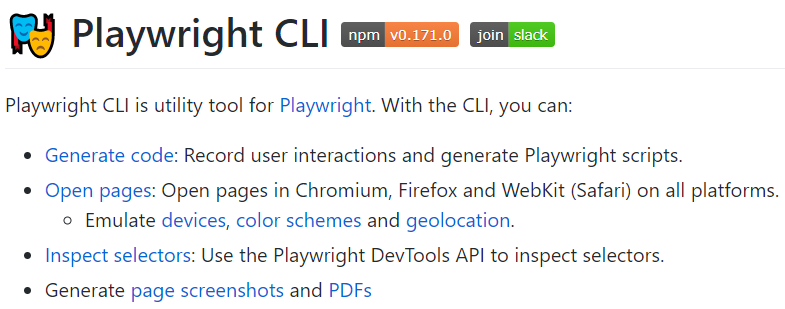 Playwright CLI npm v0.171.0 join slack
Playwright CLI is utility tool for Playwright. With the CLI, you can:
• Generate code: Record user interactions and generate Playwright scripts.
• Open pages: Open pages in Chromium, Firefox and WebKit (Safari) on all platforms.
◦ Emulate devices, color schemes and geolocation.
• Inspect selectors: Use the Playwright DevTools API to inspect selectors.
• Generate page screenshots and PDFs